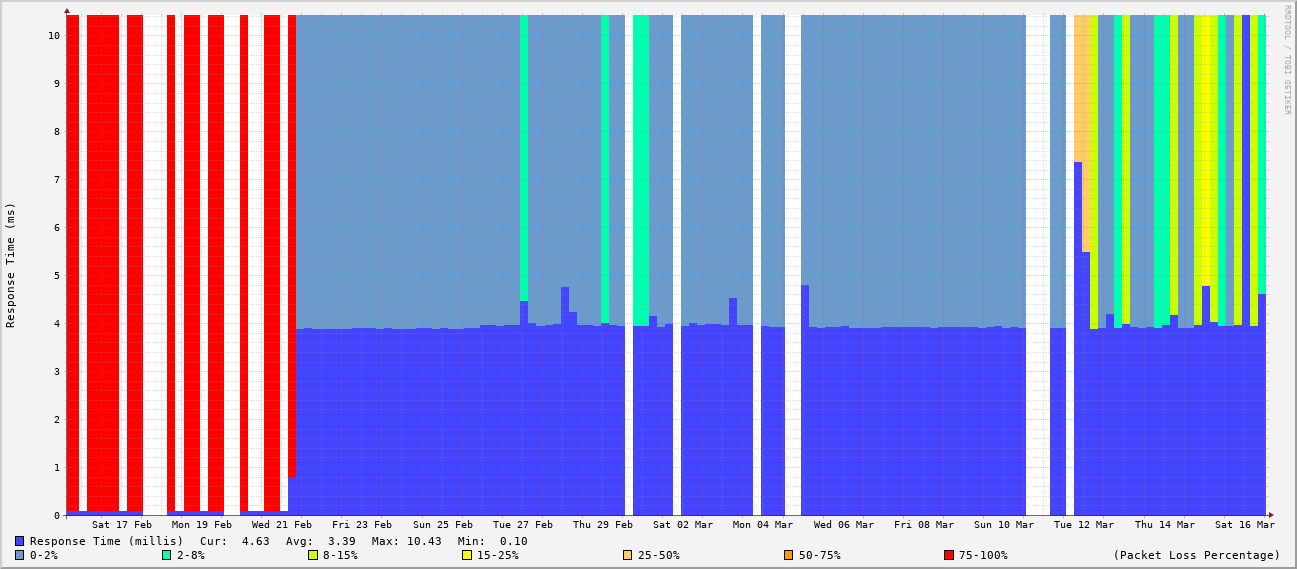 RRDTOOL / TOBI OETIKER
Response Time (ms)
10
9
8
7
6
5
4
3
2
1
0
Sat 17 Feb Mon 19 Feb Wed 21 Feb Fri 23 Feb Sun 25 Feb Tue 27 Feb Thu 29 Feb Sat 02 Mar Mon 04 Mar Wed 06 Mar Fri 08 Mar Sun 10 Mar Tue 12 Mar Thu 14 Mar Sat 16 Mar
Response Time (millis) Cur: 4.63 Avg: 3.39 Max: 10.43 Min: 0.10
0-2% 2-8% 8-15% 15-25% 25-50% 50-75% 75-100% (Packet Loss Percentage)